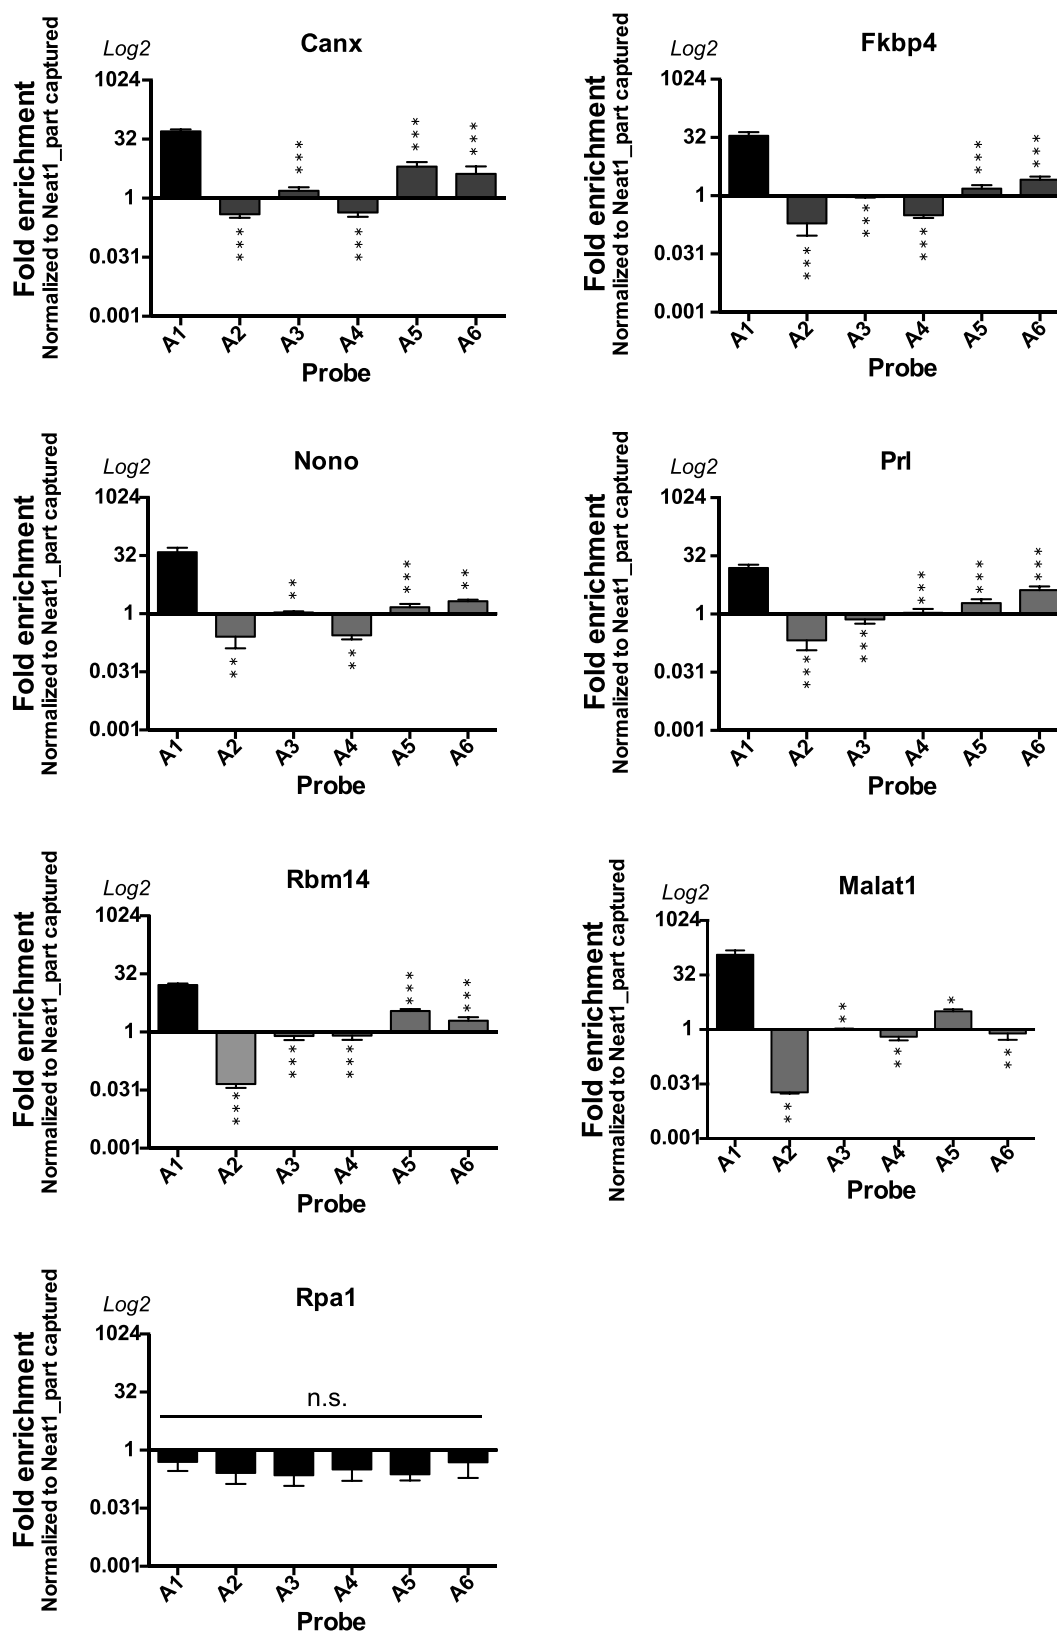 Log2
Canx
Fold enrichment
Normalized to Neat1_part captured
1024
32
1
0.031
0.001
***
***
***
***
***
A1 A2 A3 A4 A5 A6
Probe
Log2
Fkbp4
Fold enrichment
Normalized to Neat1_part captured
1024
32
1
0.031
0.001
***
***
***
***
***
A1 A2 A3 A4 A5 A6
Probe
Log2
Nono
Fold enrichment
Normalized to Neat1_part captured
1024
32
1
0.031
0.001
**
**
**
***
**
A1 A2 A3 A4 A5 A6
Probe
Log2
Prl
Fold enrichment
Normalized to Neat1_part captured
1024
32
1
0.031
0.001
***
***
***
***
***
A1 A2 A3 A4 A5 A6
Probe
Log2
Rbm14
Fold enrichment
Normalized to Neat1_part captured
1024
32
1
0.031
0.001
***
***
***
***
***
A1 A2 A3 A4 A5 A6
Probe
Log2
Malat1
Fold enrichment
Normalized to Neat1_part captured
1024
32
1
0.031
0.001
**
**
**
*
**
A1 A2 A3 A4 A5 A6
Probe
Log2
Rpa1
Fold enrichment
Normalized to Neat1_part captured
1024
32
1
0.031
0.001
n.s.
A1 A2 A3 A4 A5 A6
Probe